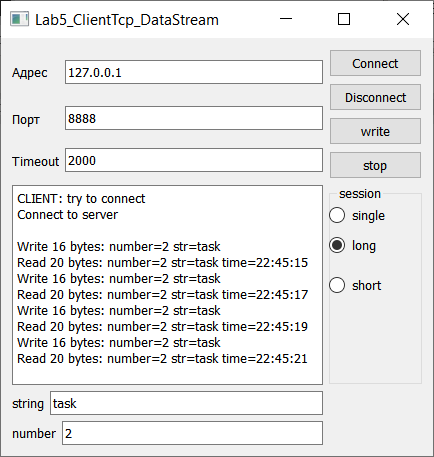 Lab5_ClientTcp_DataStream
Адрес 127.0.0.1 Connect
Disconnect
Порт 8888
write
Timeout 2000 stop
CLIENT: try to connect
Connect to server
Write 16 bytes: number=2 str=task
Read 20 bytes: number=2 str=task time=22:45:15
Write 16 bytes: number=2 str=task
Read 20 bytes: number=2 str=task time=22:45:17
Write 16 bytes: number=2 str=task
Read 20 bytes: number=2 str=task time=22:45:19
Write 16 bytes: number=2 str=task
Read 20 bytes: number=2 str=task time=22:45:21
session
single
long
short
string task
number 2